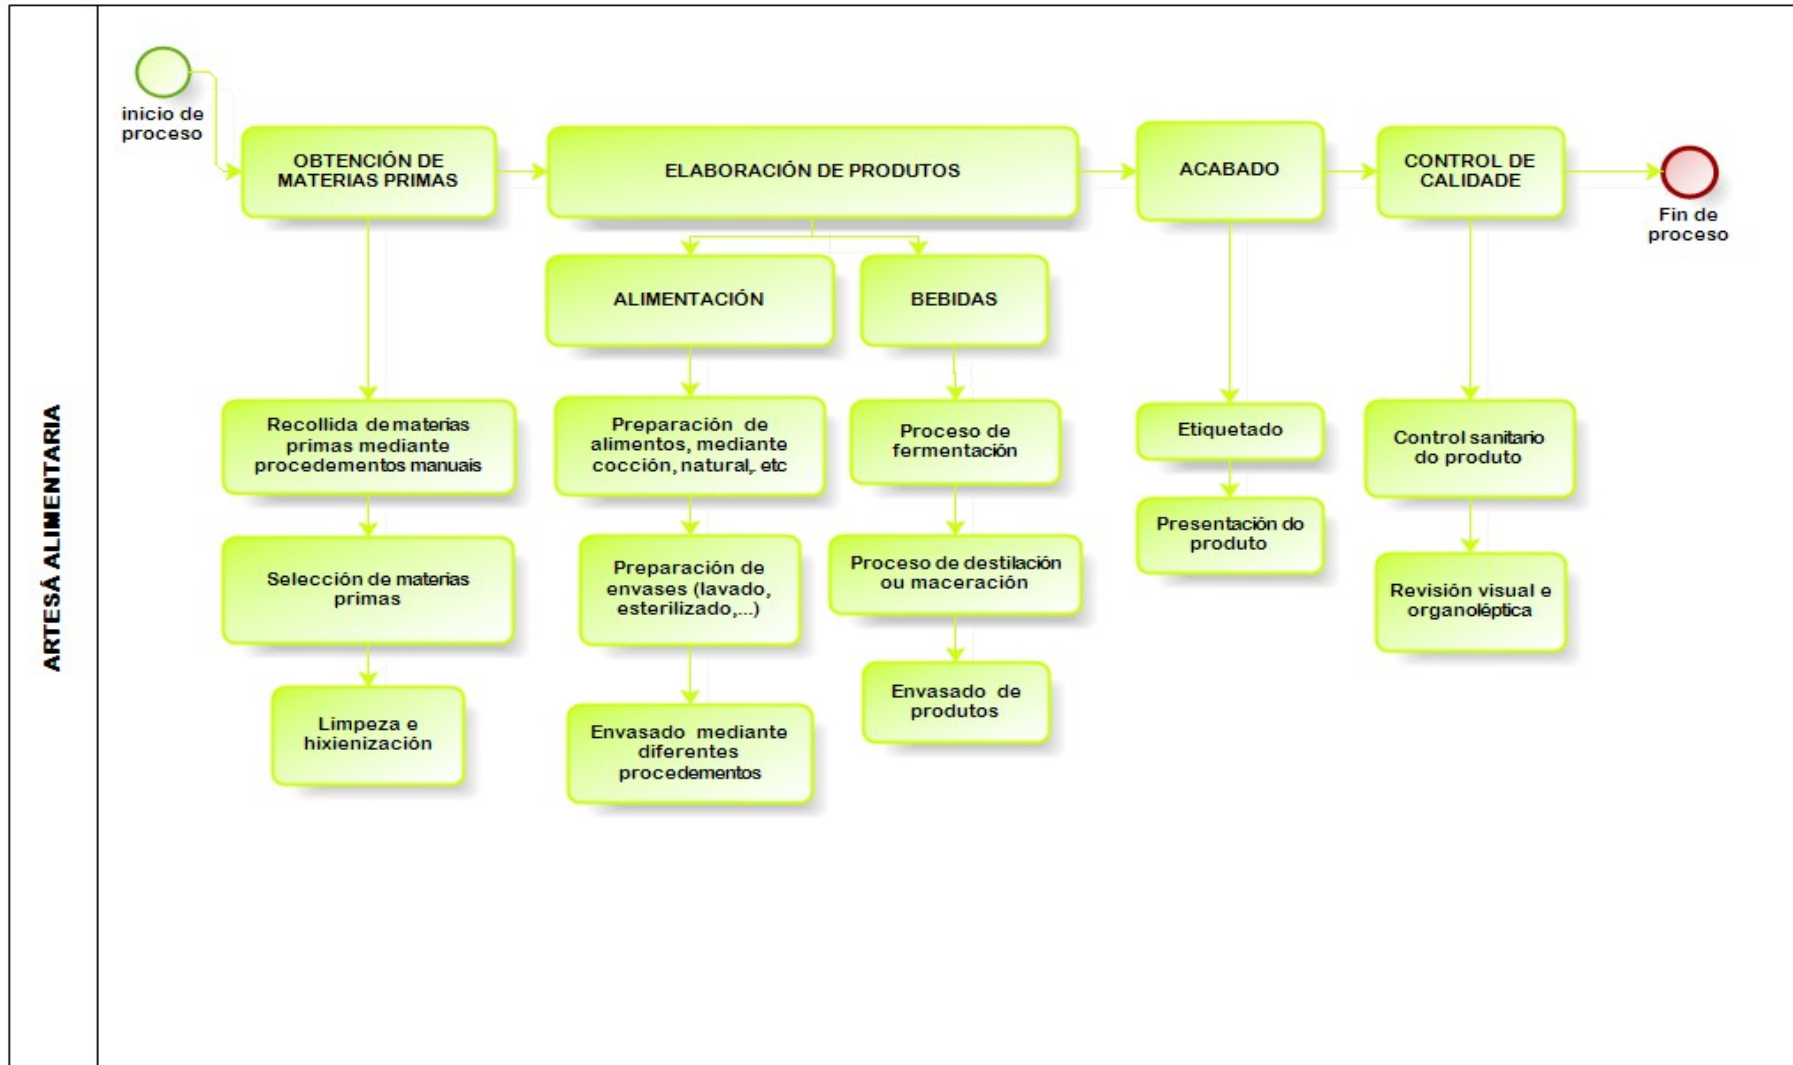 ARTESÁ ALIMENTARIA
inicio de
proceso
OBTENCIÓN DE
MATERIAS PRIMAS
ELABORACIÓN DE PRODUTOS
ACABADO
CONTROL DE
CALIDADE
Fin de
proceso
ALIMENTACIÓN
BEBIDAS
Recollida de materias
primas mediante
procedementos manuais
Selección de materias
primas
Limpeza e
hixienización
Preparación de
alimentos, mediante
cocción, natural,. etc
Preparación de
envases (lavado,
esterilizado,...)
Envasado mediante
diferentes
procedementos
Proceso de
fermentación
Proceso de destilación
ou maceración
Envasado de
produtos
Etiquetado
Presentación do
produto
Control sanitario
do produto
Revisión visual e
organoléptica